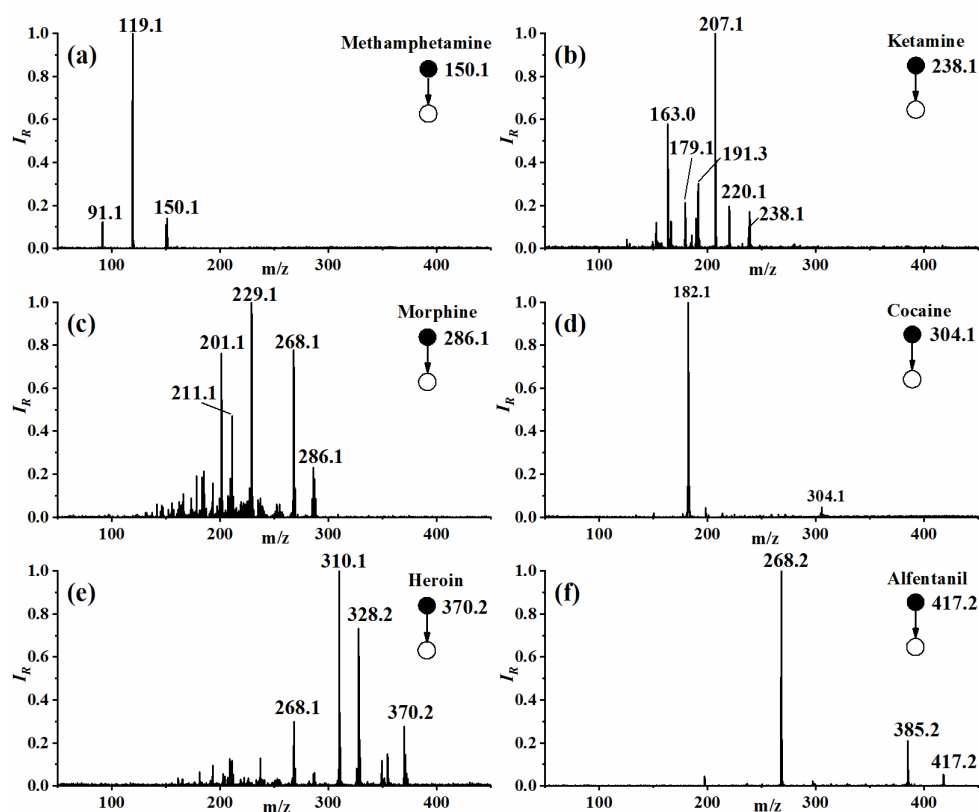 (a)
Methamphetamine
150.1
119.1
91.1
150.1
I_R
1.0
0.8
0.6
0.4
0.2
0.0
100 200 300 400
m/z
(b)
Ketamine
238.1
207.1
163.0
179.1
191.3
220.1
238.1
I_R
1.0
0.8
0.6
0.4
0.2
0.0
100 200 300 400
m/z
(c)
Morphine
286.1
229.1
201.1
268.1
211.1
286.1
I_R
1.0
0.8
0.6
0.4
0.2
0.0
100 200 300 400
m/z
(d)
Cocaine
304.1
182.1
304.1
I_R
1.0
0.8
0.6
0.4
0.2
0.0
100 200 300 400
m/z
(e)
Heroin
370.2
310.1
328.2
268.1
370.2
I_R
1.0
0.8
0.6
0.4
0.2
0.0
100 200 300 400
m/z
(f)
Alfentanil
417.2
268.2
385.2
417.2
I_R
1.0
0.8
0.6
0.4
0.2
0.0
100 200 300 400
m/z